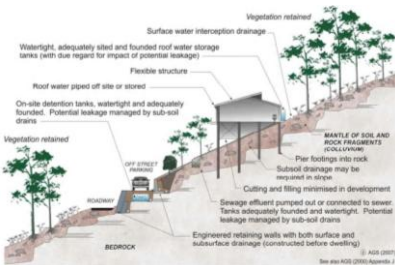 Vegetation retained
Surface water interception drainage
Watertight, adequately sited and founded roof water storage
tanks (with due regard for impact of potential leakage)
Flexible structure
Roof water piped off site or stored
On-site detention tanks, watertight and adequately
founded. Potential leakage managed by sub-soil
drains
Vegetation retained
MANTLE OF SOIL AND
ROCK FRAGMENTS
(COLLUVIUM)
OFF STREET
PARKING
Pier footings into rock
Subsoil drainage may be
required in slope
Cutting and filling minimised in development
ROADWAY
Sewage effluent pumped out or connected to sewer.
Tanks adequately founded and watertight. Potential
leakage managed by sub-soil drains
Engineered retaining walls with both surface and
subsurface drainage (constructed before dwelling)
BEDROCK
© AGS (2007)
See also AGS (2000) Appendix J